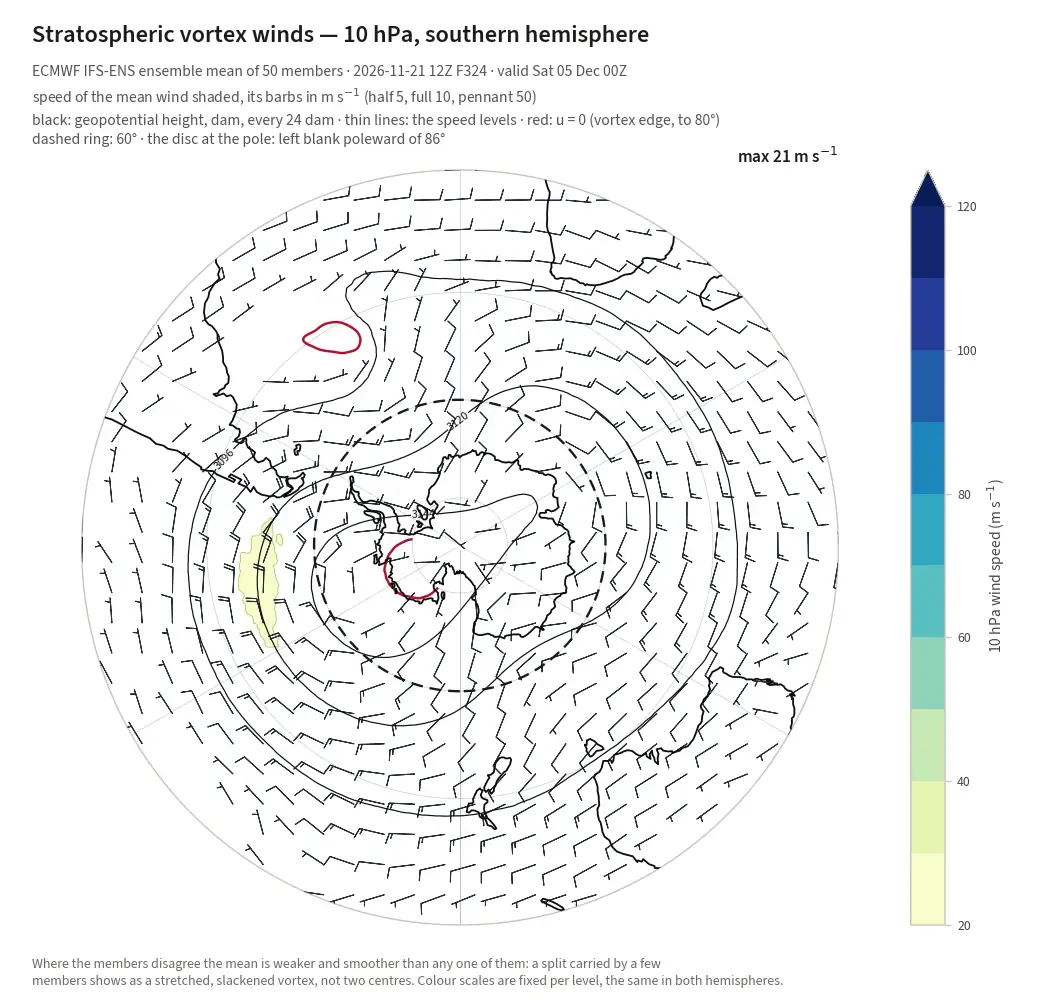 Stratospheric vortex winds — 10 hPa, southern hemisphere
ECMWF IFS-ENS ensemble mean of 50 members · 2026-11-21 12Z F324 · valid Sat 05 Dec 00Z
speed of the mean wind shaded, its barbs in m s⁻¹ (half 5, full 10, pennant 50)
black: geopotential height, dam, every 24 dam · thin lines: the speed levels · red: u = 0 (vortex edge, to 80°)
dashed ring: 60° · the disc at the pole: left blank poleward of 86°
max 21 m s⁻¹
120
100
80
60
40
20
10 hPa wind speed (m s⁻¹)
3120
3096
Where the members disagree the mean is weaker and smoother than any one of them: a split carried by a few
members shows as a stretched, slackened vortex, not two centres. Colour scales are fixed per level, the same in both hemispheres.